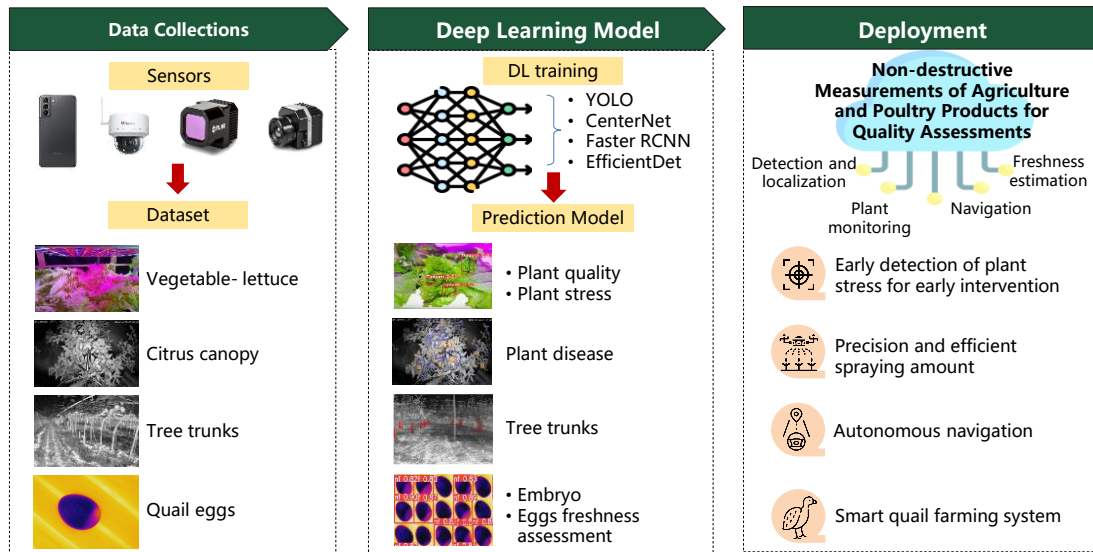 Data Collections
Sensors
Dataset
Vegetable- lettuce
Citrus canopy
Tree trunks
Quail eggs
Deep Learning Model
DL training
• YOLO
• CenterNet
• Faster RCNN
• EfficientDet
Prediction Model
• Plant quality
• Plant stress
Plant disease
Tree trunks
• Embryo
• Eggs freshness
assessment
Deployment
Non-destructive
Measurements of Agriculture
and Poultry Products for
Quality Assessments
Detection and
localization
Plant
monitoring
Navigation
Freshness
estimation
Early detection of plant
stress for early intervention
Precision and efficient
spraying amount
Autonomous navigation
Smart quail farming system